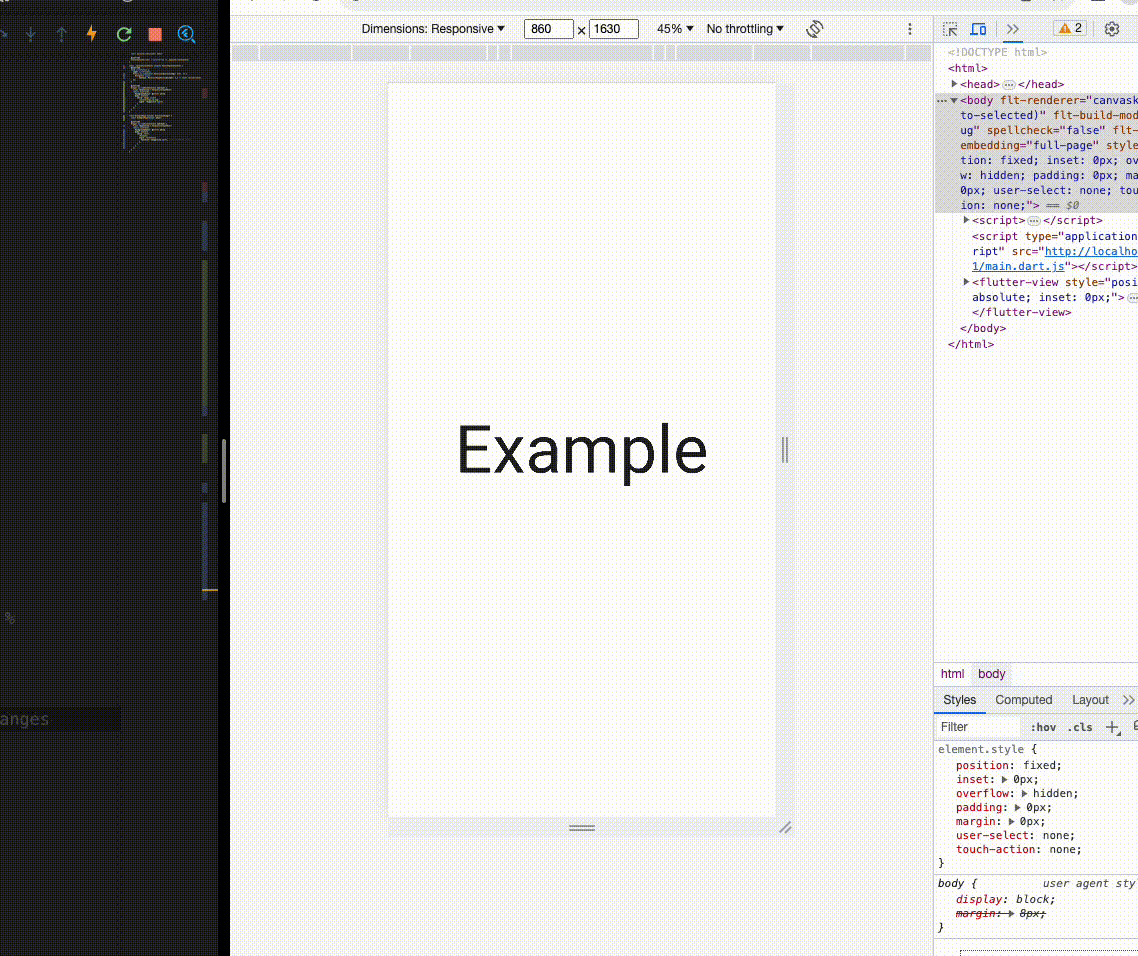 Dimensions: Responsive 860 × 1630 45% No throttling
2
<!DOCTYPE html>
<html>
<head> … </head>
<body flt-renderer="canvask
to-selected)" flt-build-mod
ug" spellcheck="false" flt-
embedding="full-page" style
tion: fixed; inset: 0px; ov
w: hidden; padding: 0px; ma
0px; user-select: none; tou
ion: none;"> == $0
<script> … </script>
<script type="application
ript" src="http://localho
1/main.dart.js"></script>
<flutter-view style="posi
absolute; inset: 0px;">
</flutter-view>
</body>
</html>
Example
%
anges
html body
Styles Computed Layout
Filter :hov .cls
element.style {
position: fixed;
inset: 0px;
overflow: hidden;
padding: 0px;
margin: 0px;
user-select: none;
touch-action: none;
}
body { user agent sty
display: block;
margin: 8px;
}